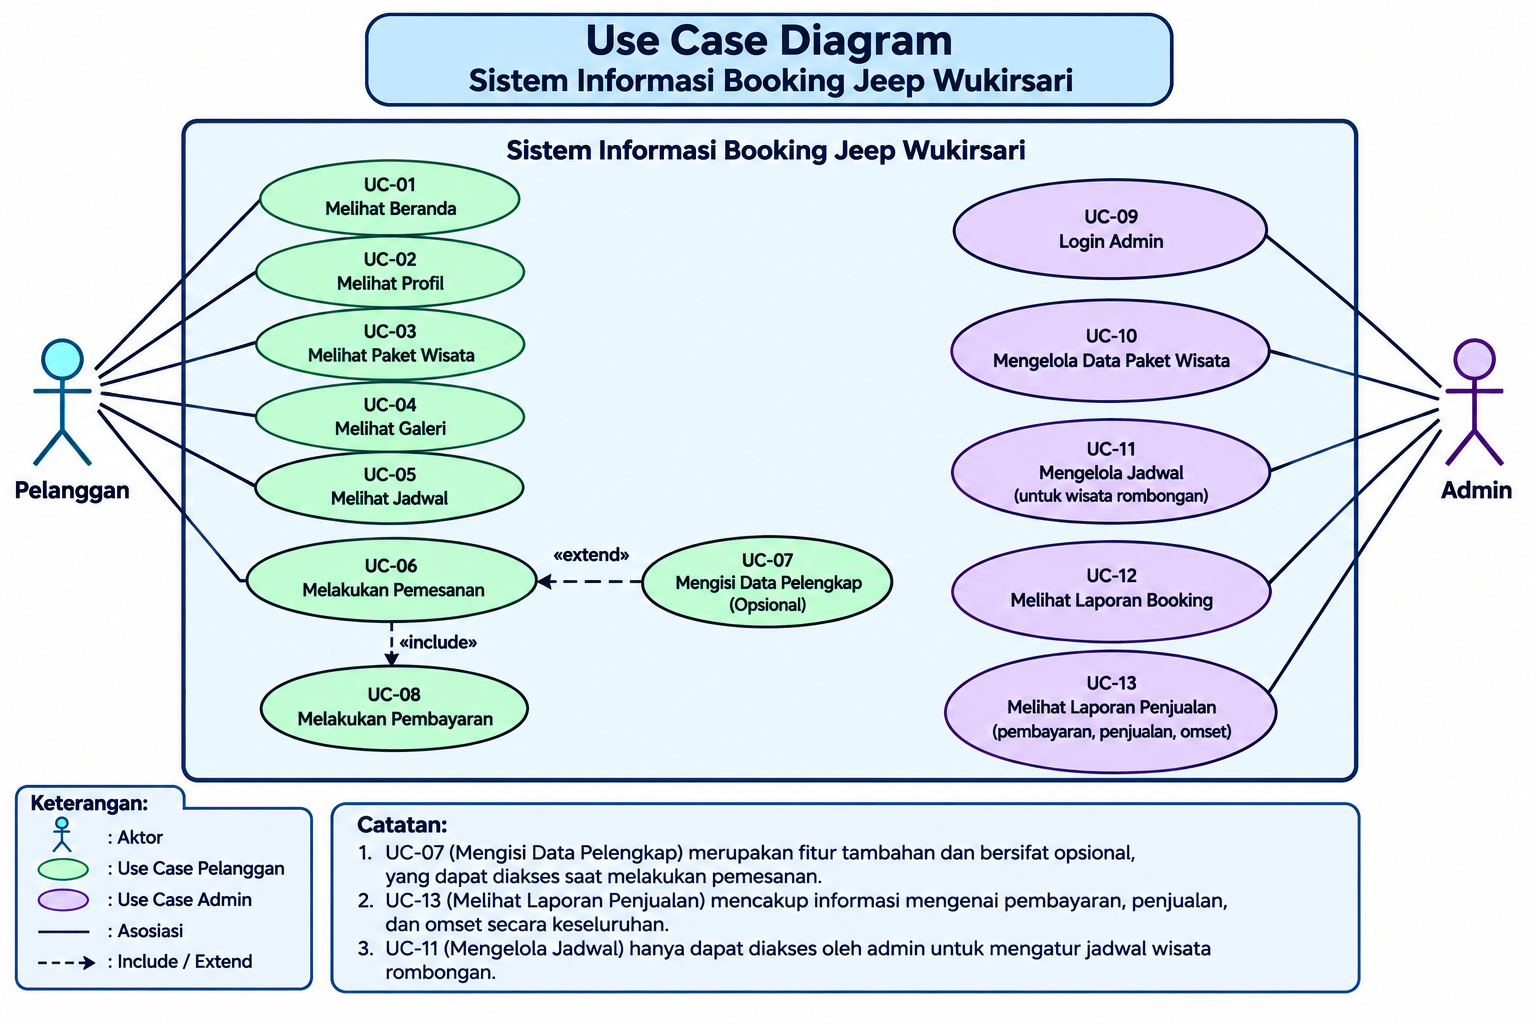 Use Case Diagram
Sistem Informasi Booking Jeep Wukirsari
Sistem Informasi Booking Jeep Wukirsari
UC-01
Melihat Beranda
UC-02
Melihat Profil
UC-03
Melihat Paket Wisata
UC-04
Melihat Galeri
UC-05
Melihat Jadwal
UC-06
Melakukan Pemesanan
«extend»
UC-07
Mengisi Data Pelengkap
(Opsional)
«include»
UC-08
Melakukan Pembayaran
Pelanggan
UC-09
Login Admin
UC-10
Mengelola Data Paket Wisata
UC-11
Mengelola Jadwal
(untuk wisata rombongan)
UC-12
Melihat Laporan Booking
UC-13
Melihat Laporan Penjualan
(pembayaran, penjualan, omset)
Admin
Keterangan:
: Aktor
: Use Case Pelanggan
: Use Case Admin
: Asosiasi
: Include / Extend
Catatan:
1. UC-07 (Mengisi Data Pelengkap) merupakan fitur tambahan dan bersifat opsional,
yang dapat diakses saat melakukan pemesanan.
2. UC-13 (Melihat Laporan Penjualan) mencakup informasi mengenai pembayaran, penjualan,
dan omset secara keseluruhan.
3. UC-11 (Mengelola Jadwal) hanya dapat diakses oleh admin untuk mengatur jadwal wisata
rombongan.